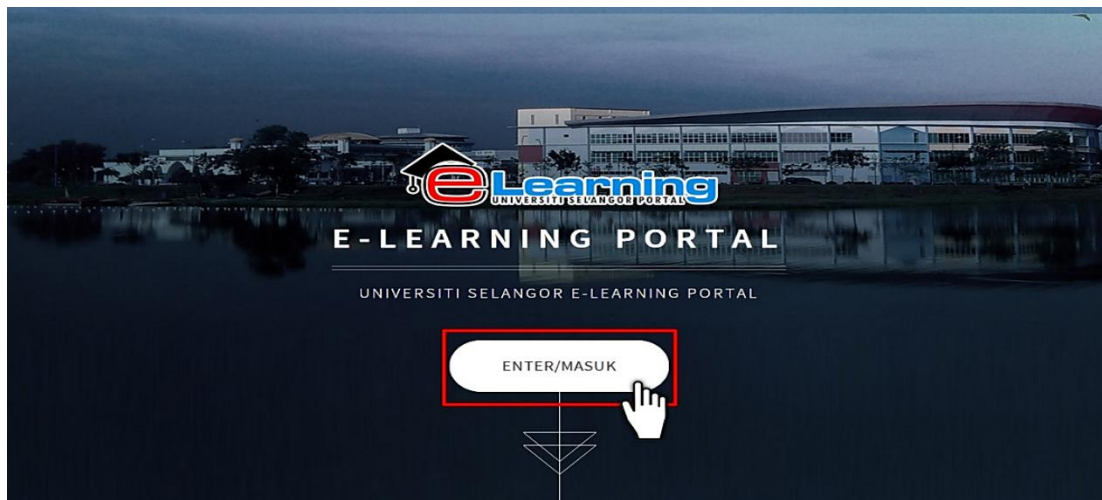 eLearning
UNIVERSITI SELANGOR PORTAL
E-LEARNING PORTAL
UNIVERSITI SELANGOR E-LEARNING PORTAL
ENTER/MASUK